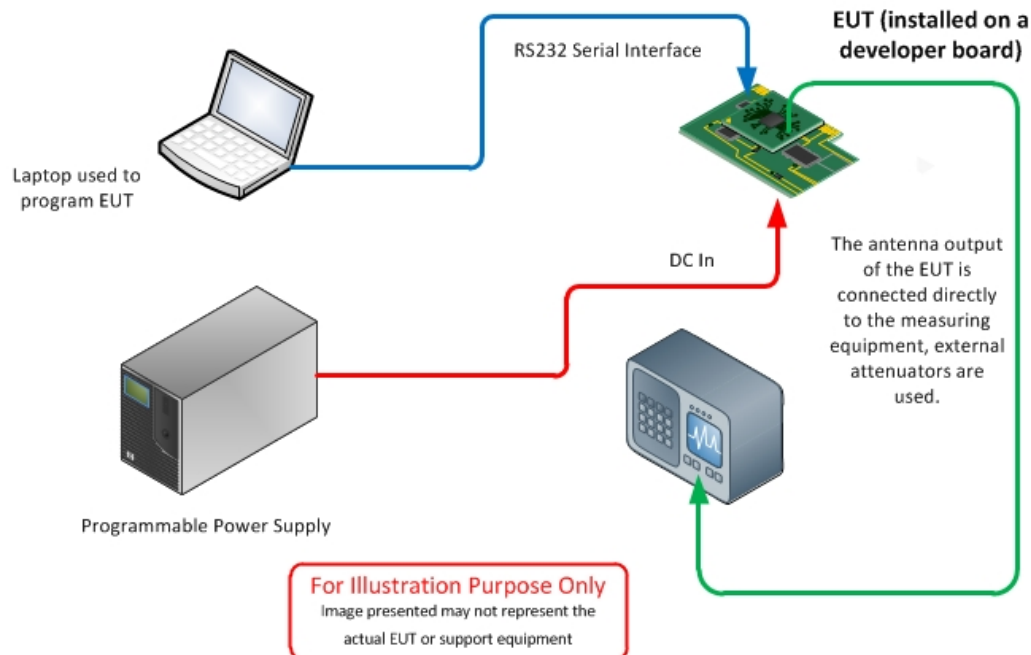 EUT (installed on a
developer board)
RS232 Serial Interface
Laptop used to
program EUT
DC In
The antenna output
of the EUT is
connected directly
to the measuring
equipment, external
attenuators are
used.
Programmable Power Supply
For Illustration Purpose Only
Image presented may not represent the
actual EUT or support equipment